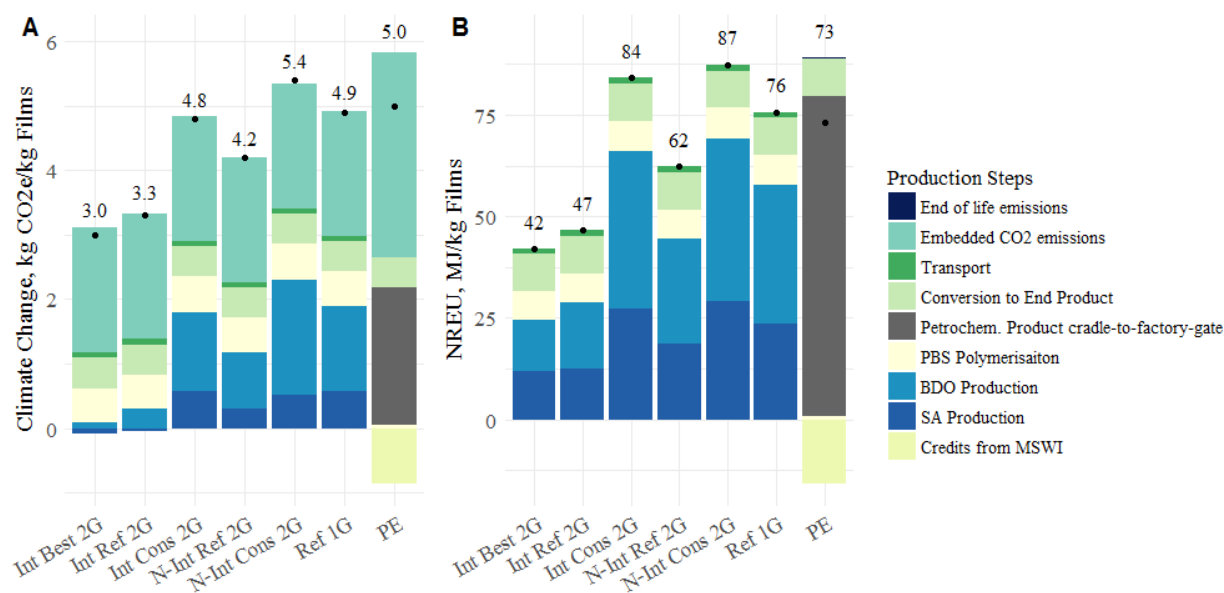 A
Climate Change, kg CO2e/kg Films
6
4
2
0
3.0
3.3
4.8
4.2
5.4
4.9
5.0
Int Best 2G
Int Ref 2G
Int Cons 2G
N-Int Ref 2G
N-Int Cons 2G
Ref 1G
PE
B
NREU, MJ/kg Films
75
50
25
0
42
47
84
62
87
76
73
Int Best 2G
Int Ref 2G
Int Cons 2G
N-Int Ref 2G
N-Int Cons 2G
Ref 1G
PE
Production Steps
End of life emissions
Embedded CO2 emissions
Transport
Conversion to End Product
Petrochem. Product cradle-to-factory-gate
PBS Polymerisaiton
BDO Production
SA Production
Credits from MSWI